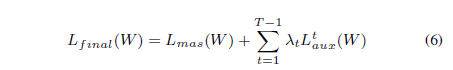 L_{final}(W) = L_{mas}(W) + \sum_{t=1}^{T-1} \lambda_t L_{aux}^t(W) (6)